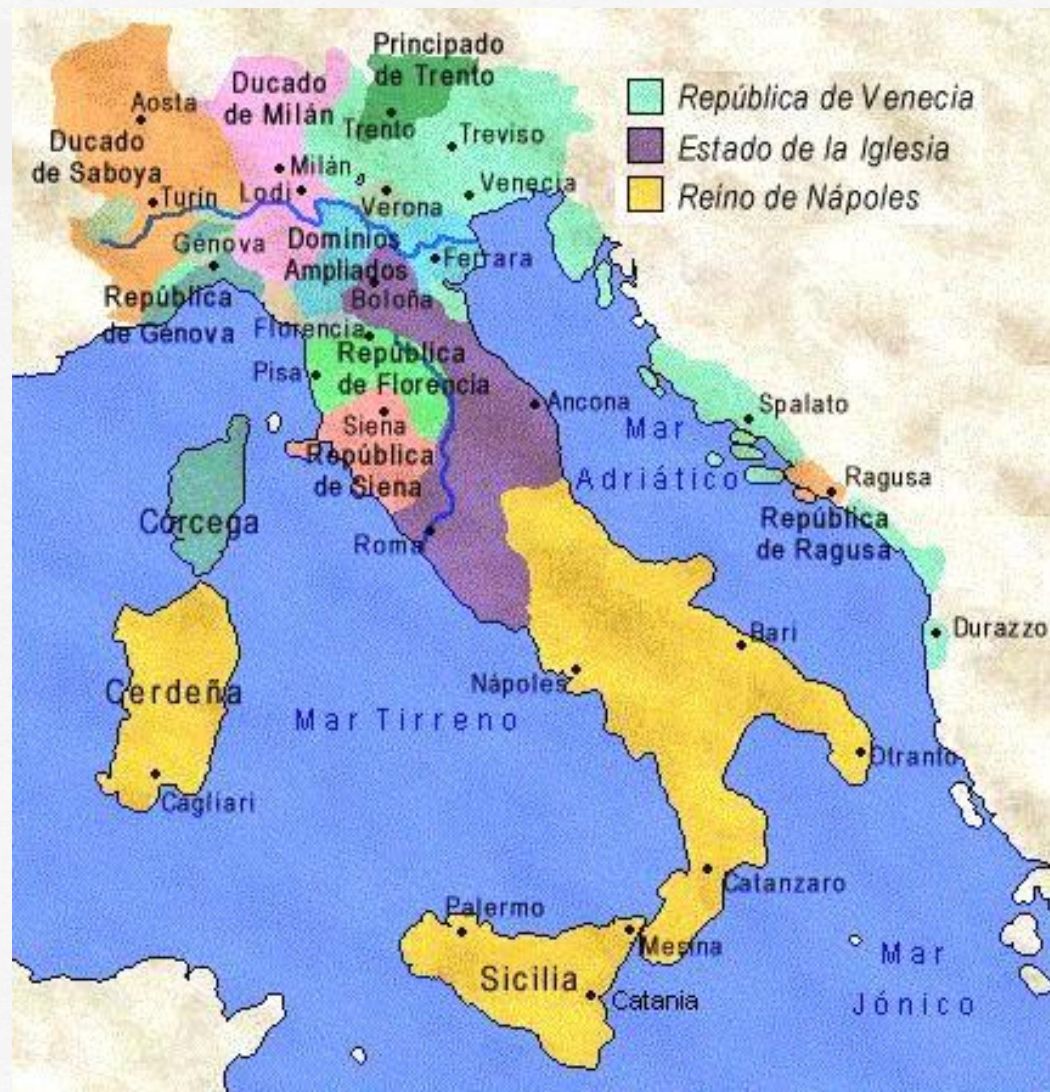 Principado
de Trento
Ducado
de Milán
Aosta
Trento
Treviso
Ducado
de Saboya
Milán
Lodi
Turín
Verona
Venecia
República de Venecia
Estado de la Iglesia
Reino de Nápoles
Génova
Dominios
Ampliados
Ferrara
Boloña
República
de Génova
Florencia
República
de Florencia
Pisa
Siena
República
de Siena
Ancona
Mar
Adriático
Spalato
Ragusa
República
de Ragusa
Córcega
Roma
Durazzo
Bari
Nápoles
Cerdeña
Mar Tirreno
Otranto
Cagliari
Catanzaro
Palermo
Mesina
Sicilia
Catania
Mar
Jónico